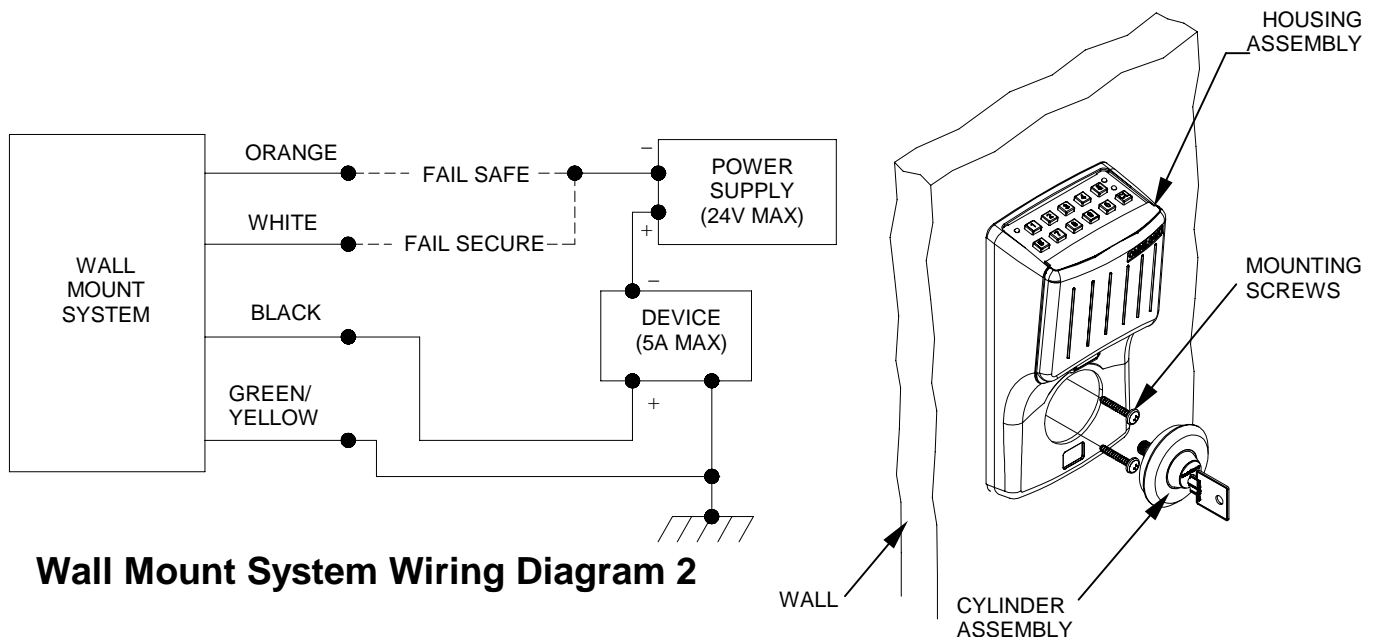 HOUSING
ASSEMBLY
ORANGE
FAIL SAFE
−
POWER
SUPPLY
(24V MAX)
WHITE
FAIL SECURE
+
WALL
MOUNT
SYSTEM
−
BLACK
DEVICE
(5A MAX)
MOUNTING
SCREWS
GREEN/
YELLOW
+
Wall Mount System Wiring Diagram 2
WALL
CYLINDER
ASSEMBLY